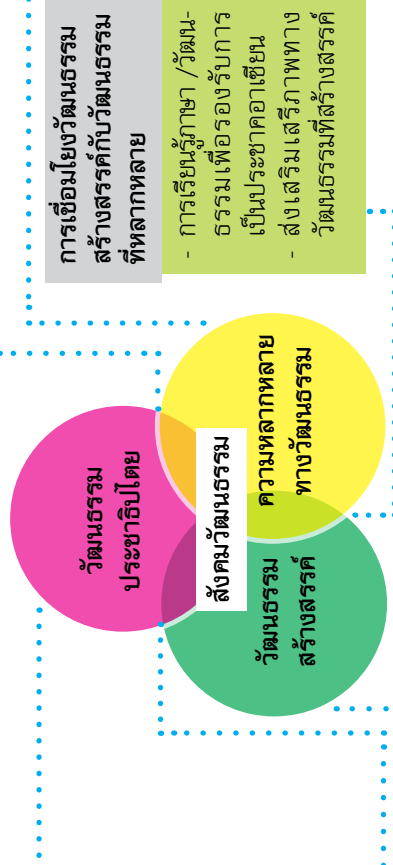 การเชื่อมโยงวัฒนธรรม
สร้างสรรค์กับวัฒนธรรม
ที่หลากหลาย
- การเรียนรู้ภาษา /วัฒน-
ธรรมเพื่อรองรับการ
เป็นประชาคอาเซียน
- ส่งเสริมเสรีภาพทาง
วัฒนธรรมที่สร้างสรรค์
วัฒนธรรม
ประชาธิปไตย
สังคมวัฒนธรรม
ความหลากหลาย
ทางวัฒนธรรม
วัฒนธรรม
สร้างสรรค์